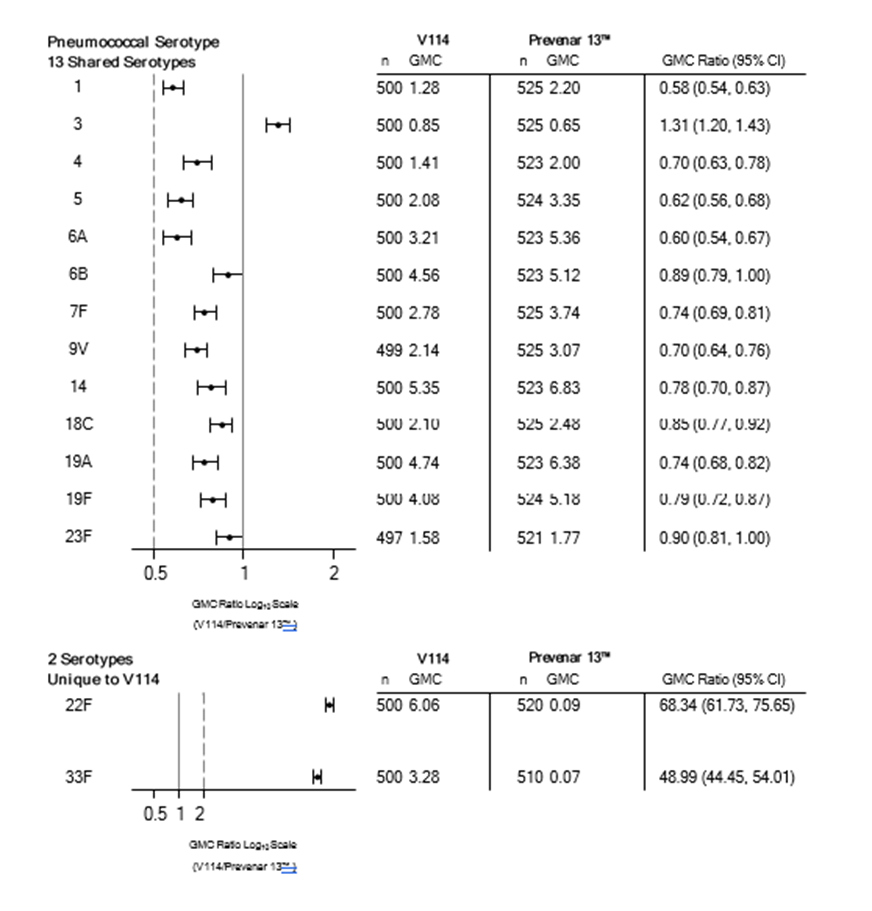 V114 Prevenar 13™
Pneumococcal Serotype
13 Shared Serotypes n GMC n GMC GMC Ratio (95% CI)
1 500 1.28 525 2.20 0.58 (0.54, 0.63)
3 500 0.85 525 0.65 1.31 (1.20, 1.43)
4 500 1.41 523 2.00 0.70 (0.63, 0.78)
5 500 2.08 524 3.35 0.62 (0.56, 0.68)
6A 500 3.21 523 5.36 0.60 (0.54, 0.67)
6B 500 4.56 523 5.12 0.89 (0.79, 1.00)
7F 500 2.78 525 3.74 0.74 (0.69, 0.81)
9V 499 2.14 525 3.07 0.70 (0.64, 0.76)
14 500 5.35 523 6.83 0.78 (0.70, 0.87)
18C 500 2.10 525 2.48 0.85 (0.77, 0.92)
19A 500 4.74 523 6.38 0.74 (0.68, 0.82)
19F 500 4.08 524 5.18 0.79 (0.72, 0.87)
23F 497 1.58 521 1.77 0.90 (0.81, 1.00)
0.5 1 2
GMC Ratio Log₁₀ Scale
(V114/Prevenar 13™)
2 Serotypes V114 Prevenar 13™
Unique to V114 n GMC n GMC GMC Ratio (95% CI)
22F 500 6.06 520 0.09 68.34 (61.73, 75.65)
33F 500 3.28 510 0.07 48.99 (44.45, 54.01)
0.5 1 2
GMC Ratio Log₁₀ Scale
(V114/Prevenar 13™)